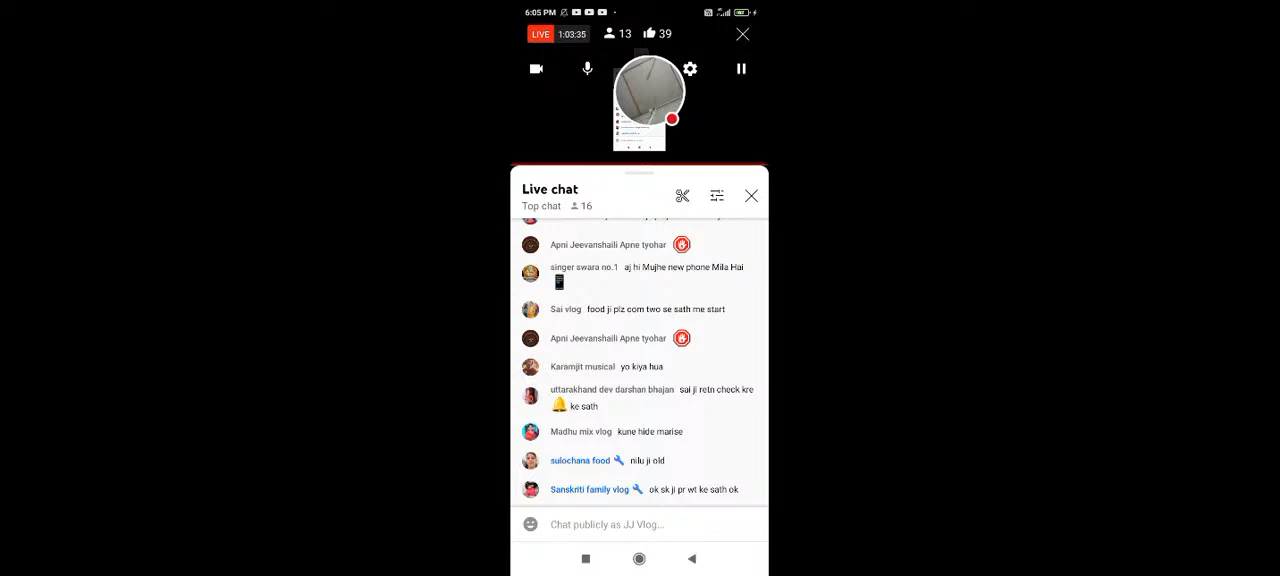 6:05 PM
LIVE 1:03:35 13 39
Live chat
Top chat 16
Apni Jeevanshaili Apne tyohar
singer swara no.1 aj hi Mujhe new phone Mila Hai
Sai vlog food ji plz com two se sath me start
Apni Jeevanshaili Apne tyohar
Karamjit musical yo kiya hua
uttarakhand dev darshan bhajan sai ji retn check kre
🔔 ke sath
Madhu mix vlog kune hide marise
sulochana food nilu ji old
Sanskriti family vlog ok sk ji pr wt ke sath ok
Chat publicly as JJ Vlog...